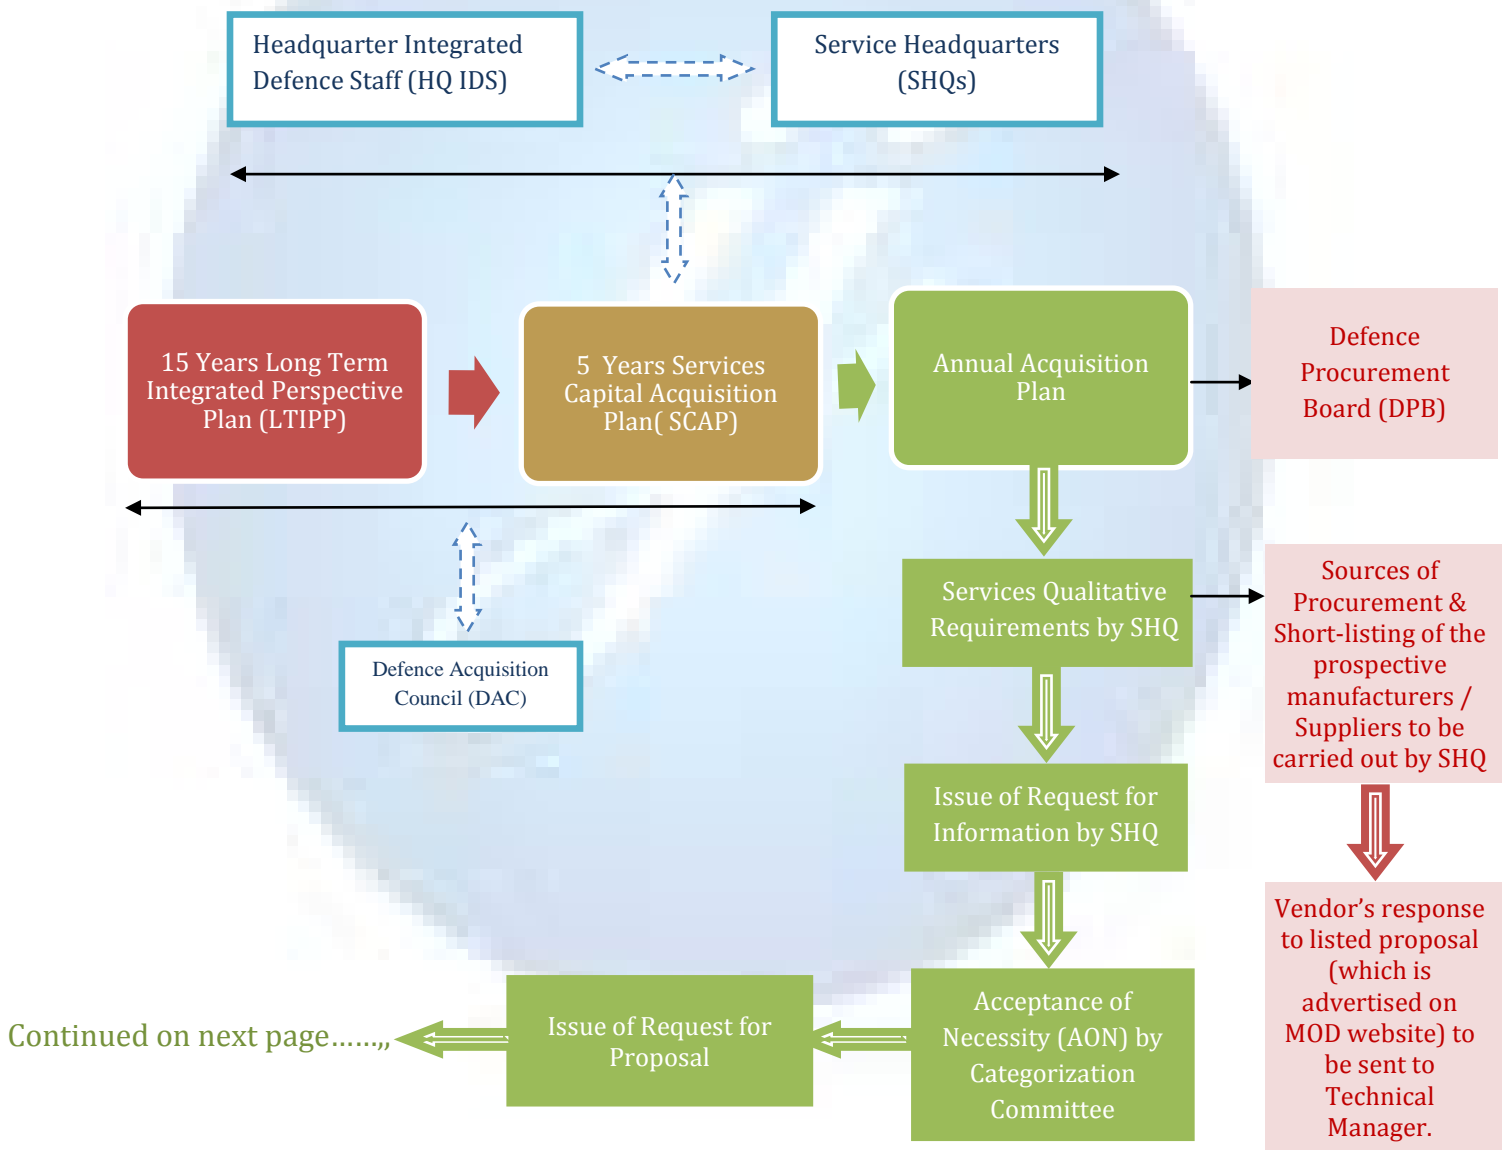 Headquarter Integrated
Defence Staff (HQ IDS)
Service Headquarters
(SHQs)
15 Years Long Term
Integrated Perspective
Plan (LTIPP)
5  Years Services
Capital Acquisition
Plan( SCAP)
Annual Acquisition
Plan
Defence
Procurement
Board (DPB)
Defence Acquisition
Council (DAC)
Services Qualitative
Requirements by SHQ
Sources of
Procurement &
Short-listing of the
prospective
manufacturers /
Suppliers to be
carried out by SHQ
Issue of Request for
Information by SHQ
Vendor’s response
to listed proposal
(which is
advertised on
MOD website) to
be sent to
Technical
Manager.
Acceptance of
Necessity (AON) by
Categorization
Committee
Issue of Request for
Proposal
Continued on next page…...,,